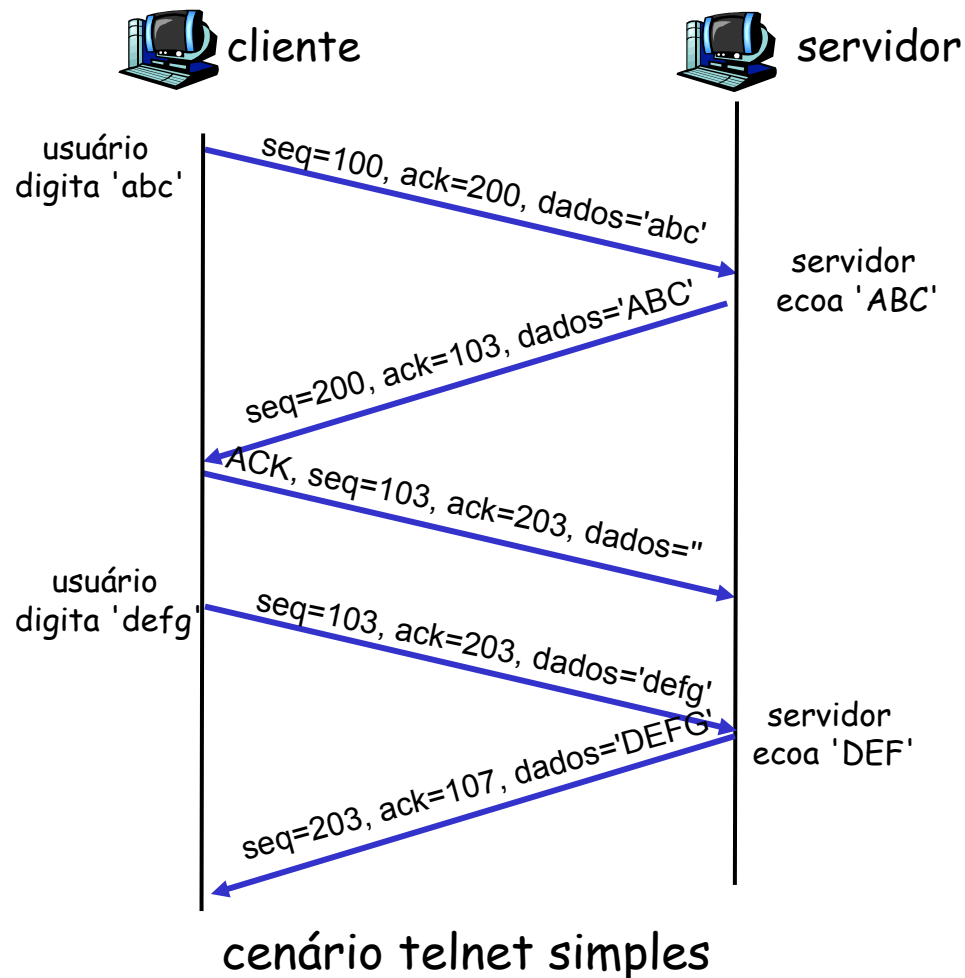 cliente
servidor
usuário
digita 'abc'
seq=100, ack=200, dados='abc'
servidor
ecoa 'ABC'
seq=200, ack=103, dados='ABC'
ACK, seq=103, ack=203, dados=''
usuário
digita 'defg'
seq=103, ack=203, dados='defg'
servidor
ecoa 'DEF'
seq=203, ack=107, dados='DEFG'
cenário telnet simples